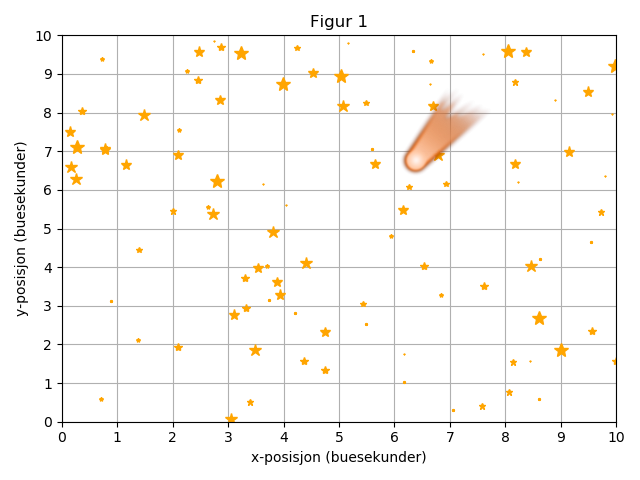 Figur 1
10
9
8
7
6
5
4
3
2
1
0
y-posisjon (buesekunder)
0 1 2 3 4 5 6 7 8 9 10
x-posisjon (buesekunder)